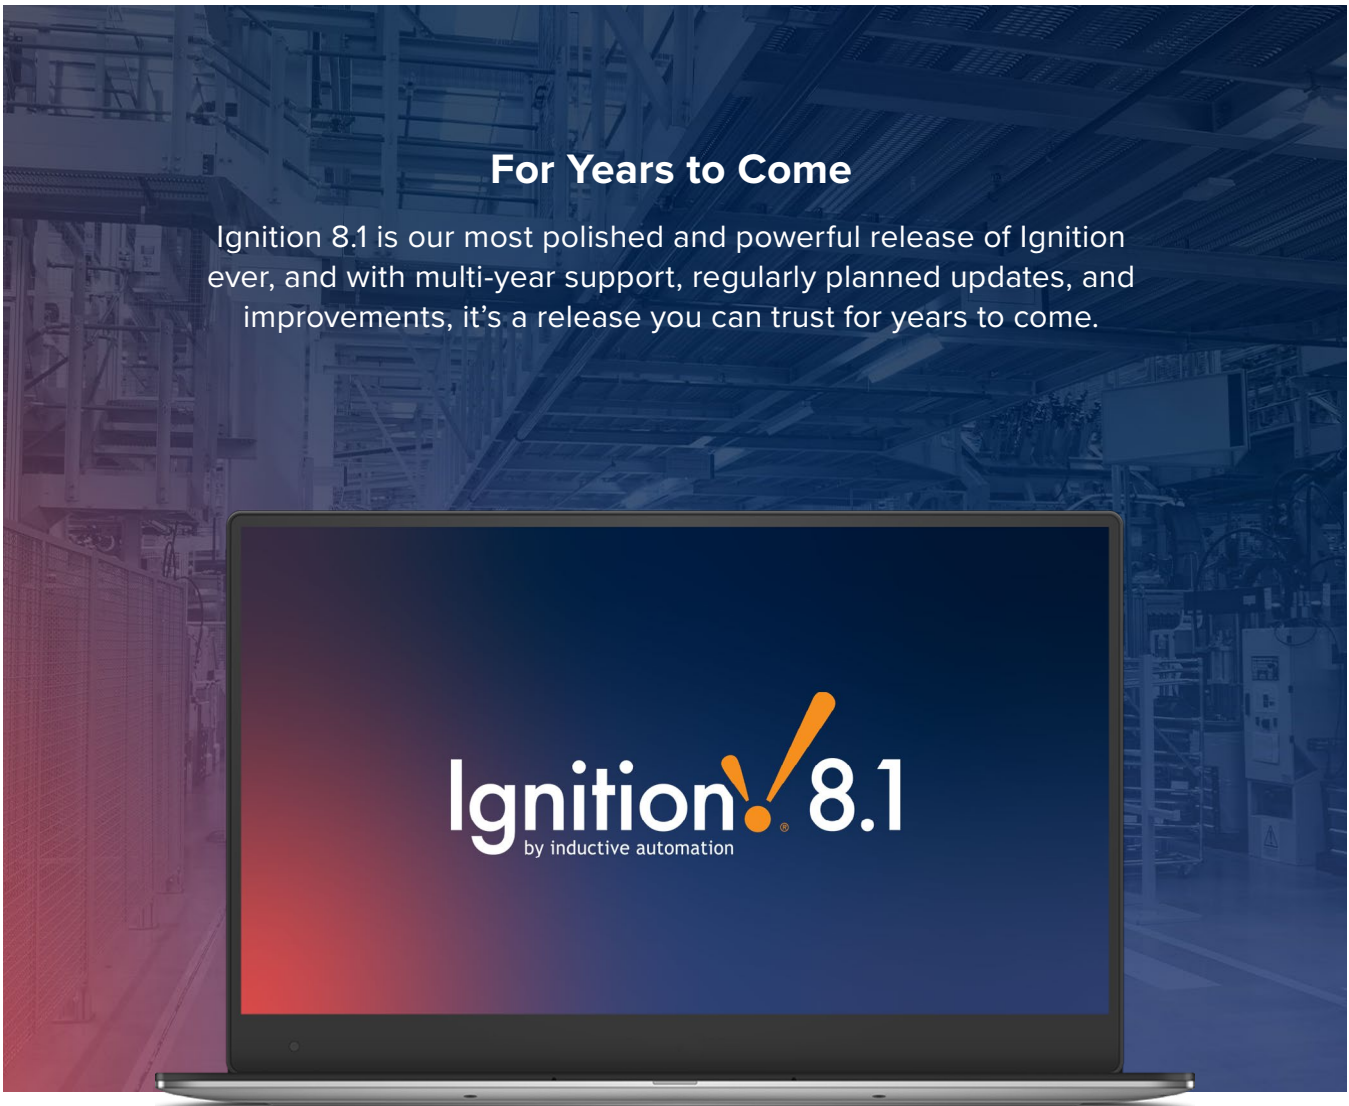 For Years to Come
Ignition 8.1 is our most polished and powerful release of Ignition
ever, and with multi-year support, regularly planned updates, and
improvements, it’s a release you can trust for years to come.
Ignition! ® 8.1
by inductive automation